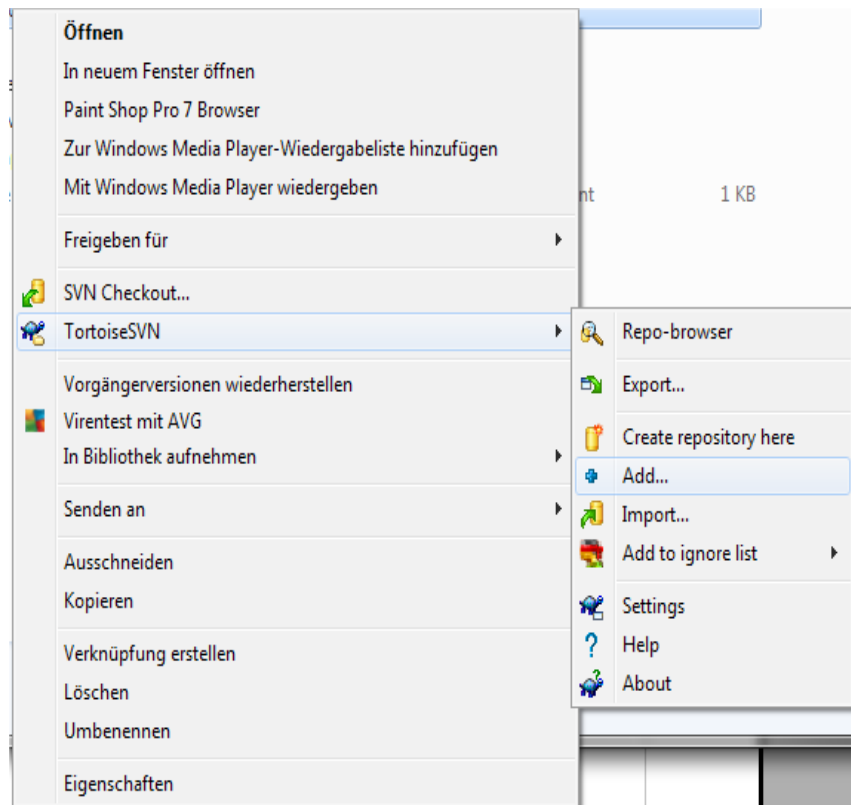 Öffnen
In neuem Fenster öffnen
Paint Shop Pro 7 Browser
Zur Windows Media Player-Wiedergabeliste hinzufügen
Mit Windows Media Player wiedergeben
nt 1 KB
Freigeben für
SVN Checkout...
TortoiseSVN
Vorgängerversionen wiederherstellen
Virentest mit AVG
In Bibliothek aufnehmen
Senden an
Ausschneiden
Kopieren
Verknüpfung erstellen
Löschen
Umbenennen
Eigenschaften
Repo-browser
Export...
Create repository here
Add...
Import...
Add to ignore list
Settings
Help
About